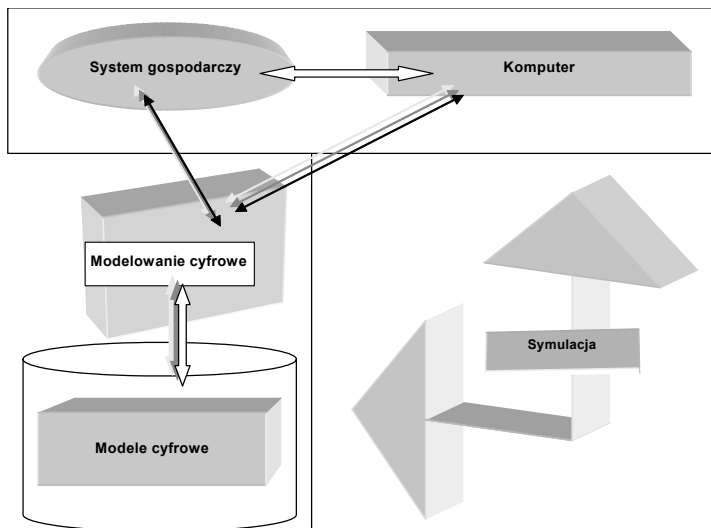 System gospodarczy
Komputer
Modelowanie cyfrowe
Symulacja
Modele cyfrowe